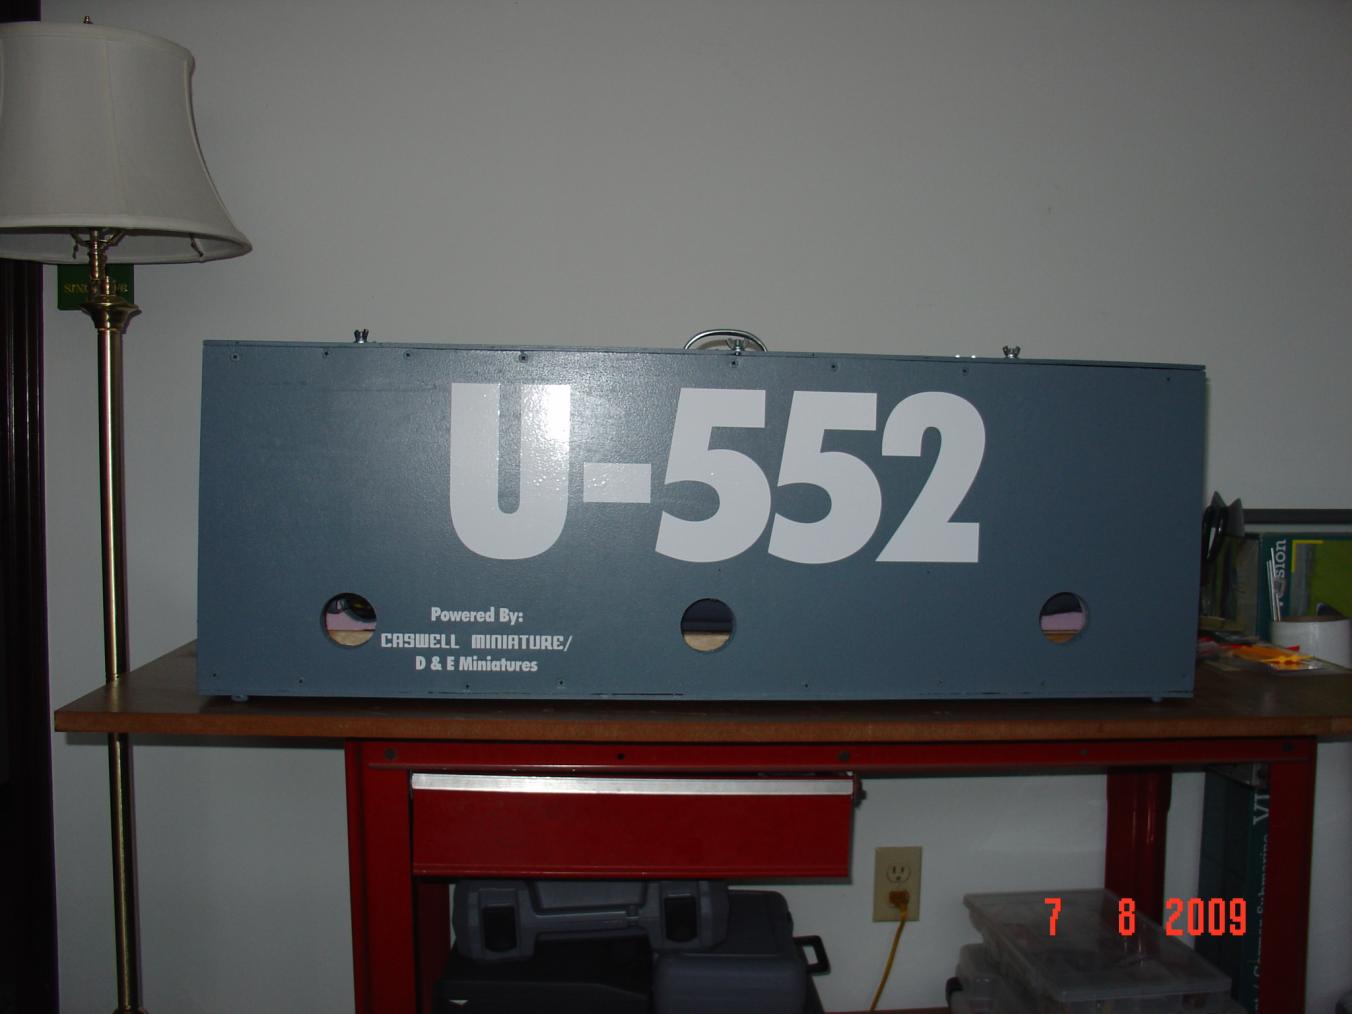 U-552
Powered By:
CASWELL MINIATURE/
D & E Miniatures
7 8 2009